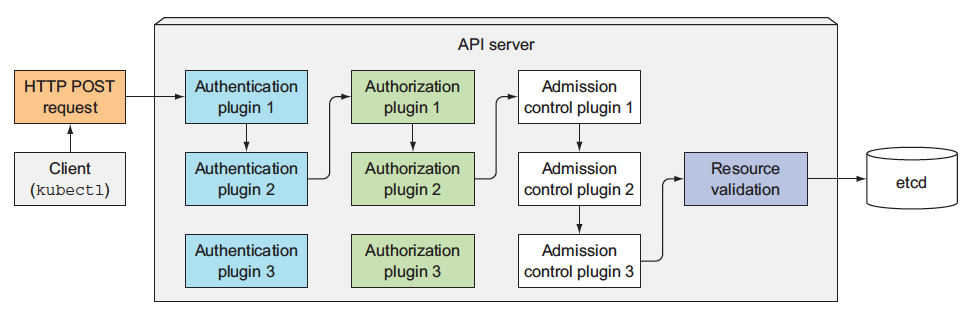 API server
HTTP POST
request
Client
(kubectl)
Authentication
plugin 1
Authentication
plugin 2
Authentication
plugin 3
Authorization
plugin 1
Authorization
plugin 2
Authorization
plugin 3
Admission
control plugin 1
Admission
control plugin 2
Admission
control plugin 3
Resource
validation
etcd